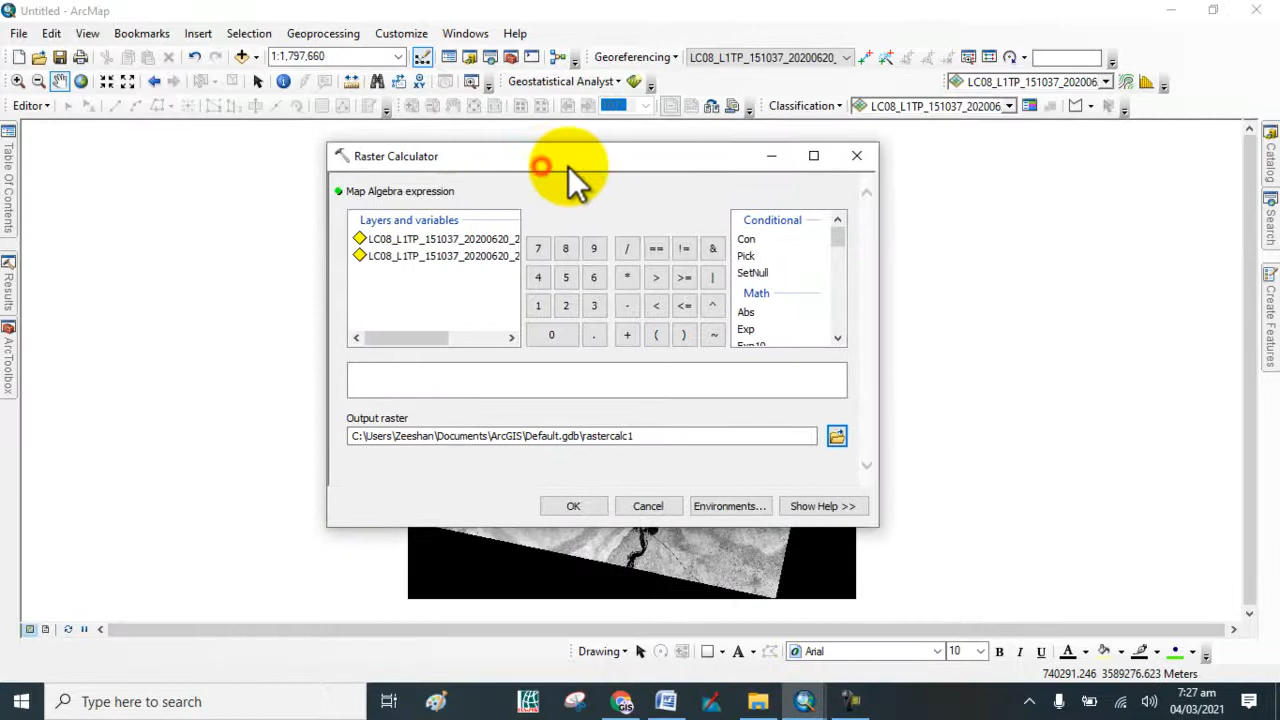 Untitled - ArcMap
File Edit View Bookmarks Insert Selection Geoprocessing Customize Windows Help
1:1,797,660
Georeferencing
LC08_L1TP_151037_20200620_
Geostatistical Analyst
LC08_L1TP_151037_202006
Editor
Classification
LC08_L1TP_151037_202006
Table Of Contents
Results
ArcToolbox
Catalog
Search
Create Features
Raster Calculator
Map Algebra expression
Layers and variables
LC08_L1TP_151037_20200620_2
LC08_L1TP_151037_20200620_2
7 8 9 / == != &
4 5 6 * > >= |
1 2 3 - < <= ^
0 . + ( ) ~
Conditional
Con
Pick
SetNull
Math
Abs
Exp
Exp10
Output raster
C:\Users\Zeeshan\Documents\ArcGIS\Default.gdb\rastercalc1
OK Cancel Environments... Show Help >>
Drawing
A
Arial
10
B I U A
740291.246 3589276.623 Meters
Type here to search
7:27 am
04/03/2021